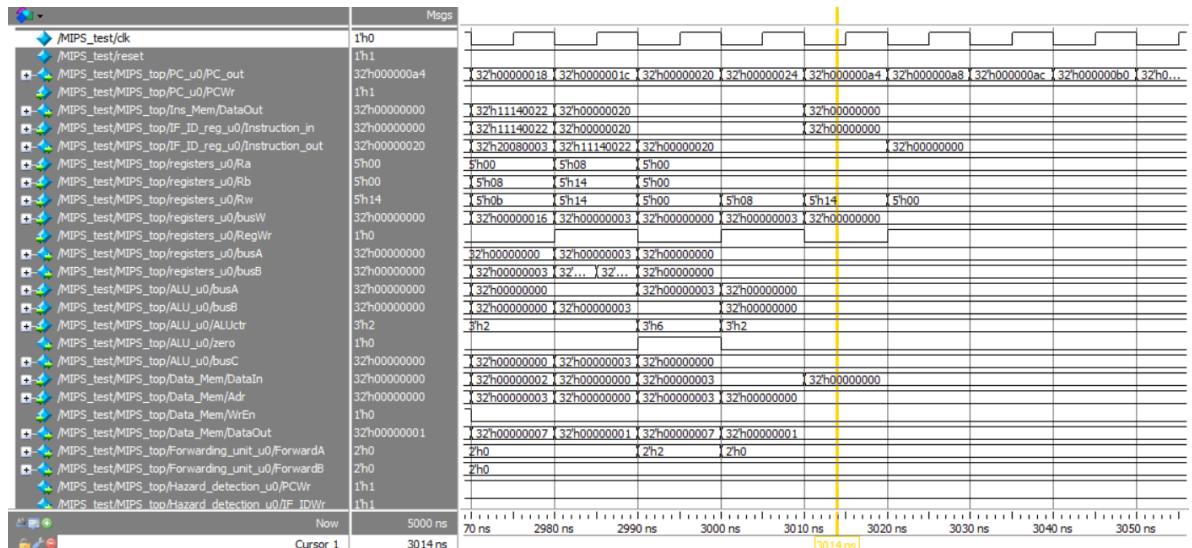 Msgs
/MIPS_test/clk 1'h0
/MIPS_test/reset 1'h1
/MIPS_test/MIPS_top/PC_u0/PC_out 32'h000000a4 32'h00000018 32'h0000001c 32'h00000020 32'h00000024 32'h000000a4 32'h000000a8 32'h000000ac 32'h000000b0 32'h0...
/MIPS_test/MIPS_top/PC_u0/PCWr 1'h1
/MIPS_test/MIPS_top/Ins_Mem/DataOut 32'h00000000 32'h11140022 32'h00000020 32'h00000000
/MIPS_test/MIPS_top/IF_ID_reg_u0/Instruction_in 32'h00000000 32'h11140022 32'h00000020 32'h00000000
/MIPS_test/MIPS_top/IF_ID_reg_u0/Instruction_out 32'h00000020 32'h20080003 32'h11140022 32'h00000020 32'h00000000
/MIPS_test/MIPS_top/registers_u0/Ra 5'h00 5'h00 5'h08 5'h00
/MIPS_test/MIPS_top/registers_u0/Rb 5'h00 5'h08 5'h14 5'h00
/MIPS_test/MIPS_top/registers_u0/Rw 5'h14 5'h0b 5'h14 5'h00 5'h08 5'h14 5'h00
/MIPS_test/MIPS_top/registers_u0/busW 32'h00000000 32'h00000016 32'h00000003 32'h00000000 32'h00000003 32'h00000000
/MIPS_test/MIPS_top/registers_u0/RegWr 1'h0
/MIPS_test/MIPS_top/registers_u0/busA 32'h00000000 32'h00000000 32'h00000003 32'h00000000
/MIPS_test/MIPS_top/registers_u0/busB 32'h00000000 32'h00000003 32'... 32'... 32'h00000000
/MIPS_test/MIPS_top/ALU_u0/busA 32'h00000000 32'h00000000 32'h00000003 32'h00000000
/MIPS_test/MIPS_top/ALU_u0/busB 32'h00000000 32'h00000000 32'h00000003 32'h00000000
/MIPS_test/MIPS_top/ALU_u0/ALUctr 3'h2 3'h2 3'h6 3'h2
/MIPS_test/MIPS_top/ALU_u0/zero 1'h0
/MIPS_test/MIPS_top/ALU_u0/busC 32'h00000000 32'h00000000 32'h00000003 32'h00000000
/MIPS_test/MIPS_top/Data_Mem/DataIn 32'h00000000 32'h00000002 32'h00000000 32'h00000003 32'h00000000
/MIPS_test/MIPS_top/Data_Mem/Adr 32'h00000000 32'h00000003 32'h00000000 32'h00000003 32'h00000000
/MIPS_test/MIPS_top/Data_Mem/WrEn 1'h0
/MIPS_test/MIPS_top/Data_Mem/DataOut 32'h00000001 32'h00000007 32'h00000001 32'h00000007 32'h00000001
/MIPS_test/MIPS_top/Forwarding_unit_u0/ForwardA 2'h0 2'h0 2'h2 2'h0
/MIPS_test/MIPS_top/Forwarding_unit_u0/ForwardB 2'h0 2'h0
/MIPS_test/MIPS_top/Hazard_detection_u0/PCWr 1'h1
/MIPS_test/MIPS_top/Hazard_detection_u0/IF_IDWr 1'h1
Now 5000 ns 70 ns 2980 ns 2990 ns 3000 ns 3010 ns 3020 ns 3030 ns 3040 ns 3050 ns
Cursor 1 3014 ns 3014 ns